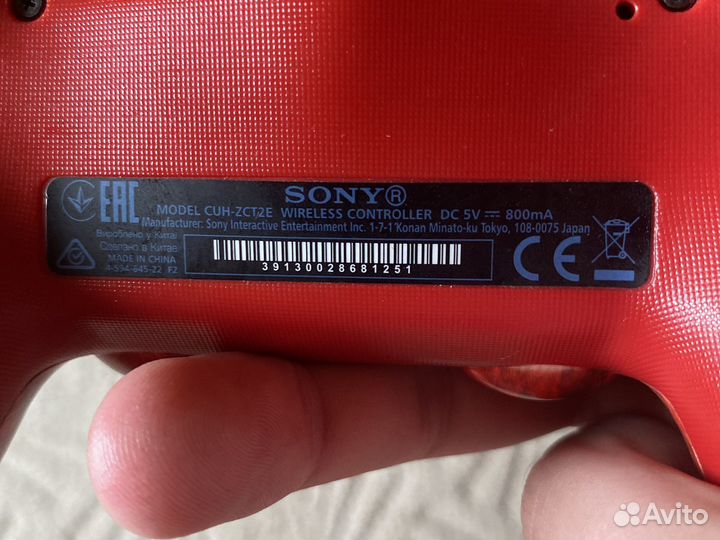 SONY®
EAC
MODEL CUH-ZCT2E WIRELESS CONTROLLER DC 5V ⎓ 800mA
Manufacturer: Sony Interactive Entertainment Inc. 1-7-1 Konan Minato-ku Tokyo, 108-0075 Japan
Вироблено у Китаї
Сделано в Китае
MADE IN CHINA
4-594-645-22 F2
39130028681251
CE
Avito